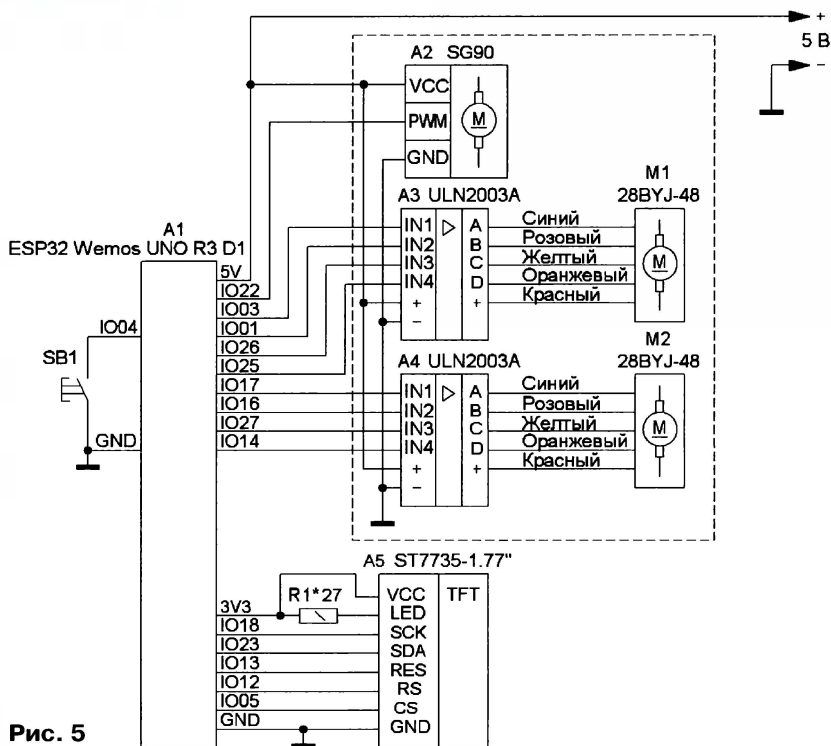 +
5 В
–
A2 SG90
VCC
PWM
GND
M
A3 ULN2003A
IN1
IN2
IN3
IN4
+
–
A
B
C
D
+
Синий
Розовый
Желтый
Оранжевый
Красный
M1
28BYJ-48
M
A1
ESP32 Wemos UNO R3 D1
5V
IO22
IO03
IO01
IO26
IO25
IO17
IO16
IO27
IO14
IO04
SB1
GND
A4 ULN2003A
IN1
IN2
IN3
IN4
+
–
A
B
C
D
+
Синий
Розовый
Желтый
Оранжевый
Красный
M2
28BYJ-48
M
A5 ST7735-1.77"
R1*27
3V3
IO18
IO23
IO13
IO12
IO05
GND
VCC
LED
SCK
SDA
RES
RS
CS
GND
TFT
Рис. 5